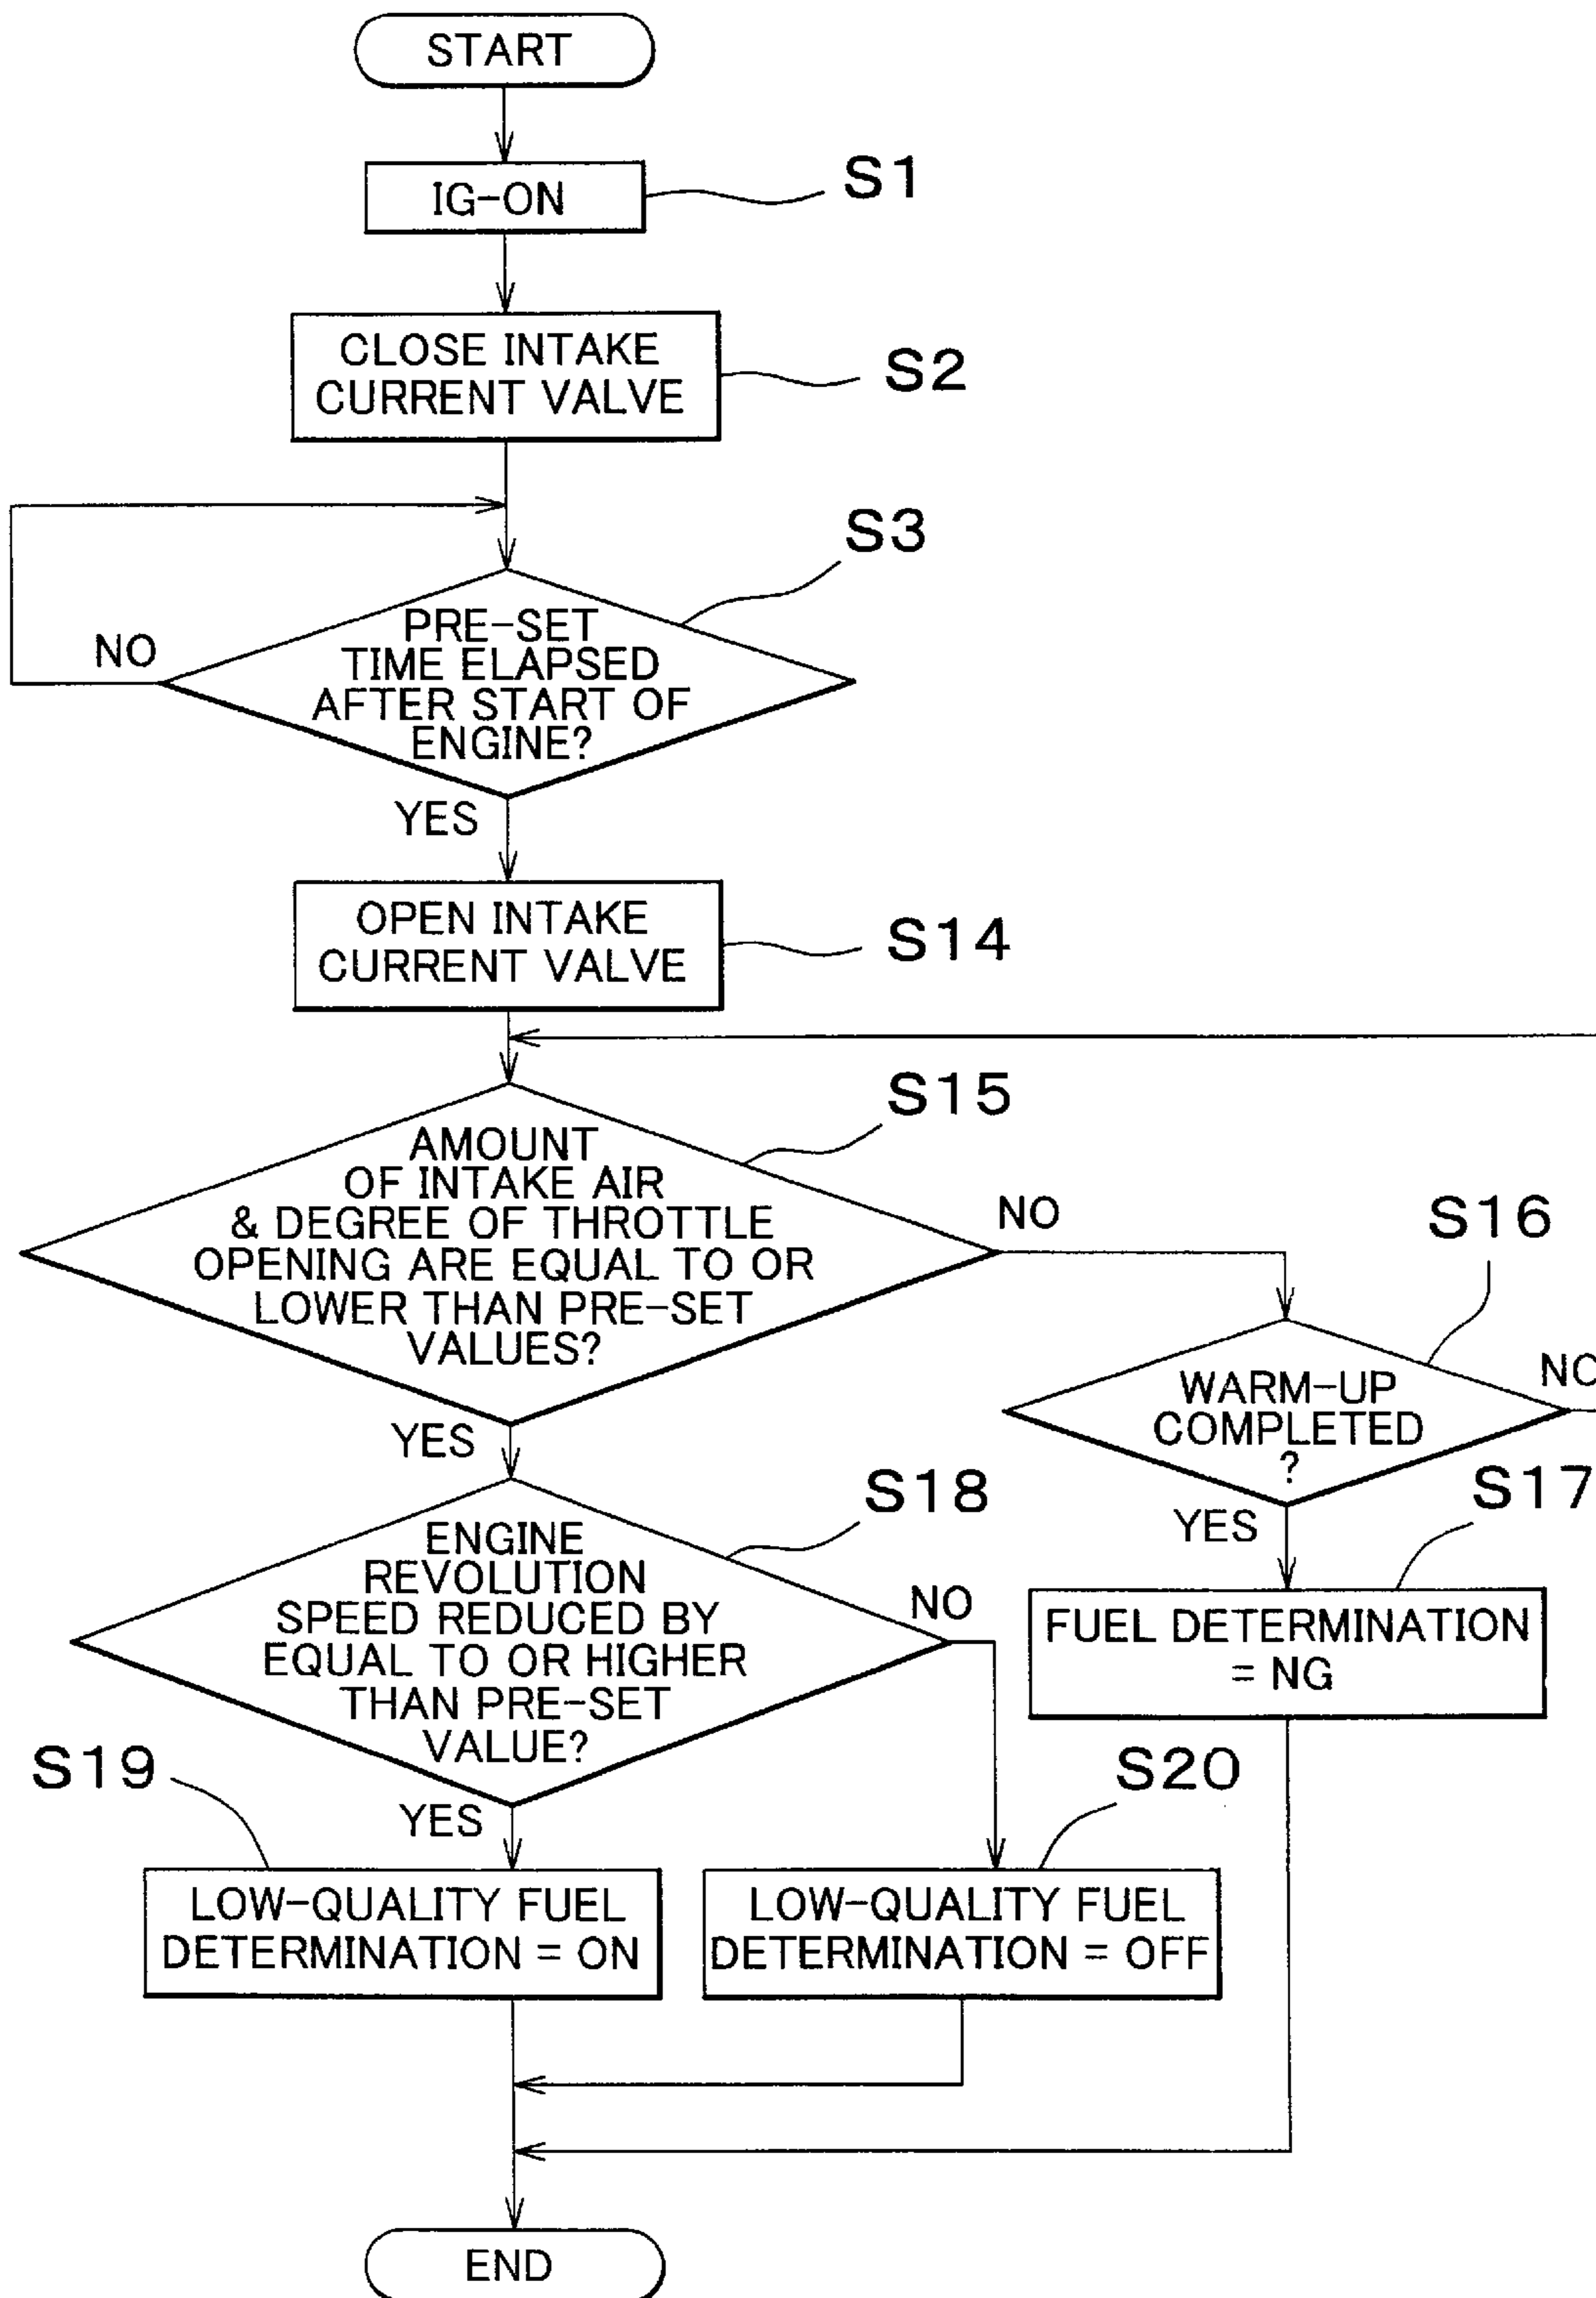 START
IG-ON
S1
CLOSE INTAKE
CURRENT VALVE
S2
S3
PRE-SET
TIME ELAPSED
AFTER START OF
ENGINE?
NO
YES
OPEN INTAKE
CURRENT VALVE
S14
S15
AMOUNT
OF INTAKE AIR
& DEGREE OF THROTTLE
OPENING ARE EQUAL TO OR
LOWER THAN PRE-SET
VALUES?
NO
S16
YES
WARM-UP
COMPLETED
?
NO
S17
YES
FUEL DETERMINATION
= NG
S18
ENGINE
REVOLUTION
SPEED REDUCED BY
EQUAL TO OR HIGHER
THAN PRE-SET
VALUE?
NO
S19
YES
S20
LOW-QUALITY FUEL
DETERMINATION = ON
LOW-QUALITY FUEL
DETERMINATION = OFF
END